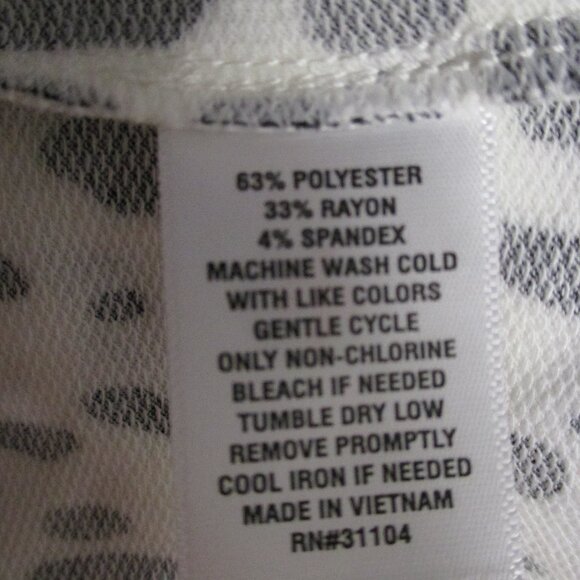 63% POLYESTER
33% RAYON
4% SPANDEX
MACHINE WASH COLD
WITH LIKE COLORS
GENTLE CYCLE
ONLY NON-CHLORINE
BLEACH IF NEEDED
TUMBLE DRY LOW
REMOVE PROMPTLY
COOL IRON IF NEEDED
MADE IN VIETNAM
RN#31104